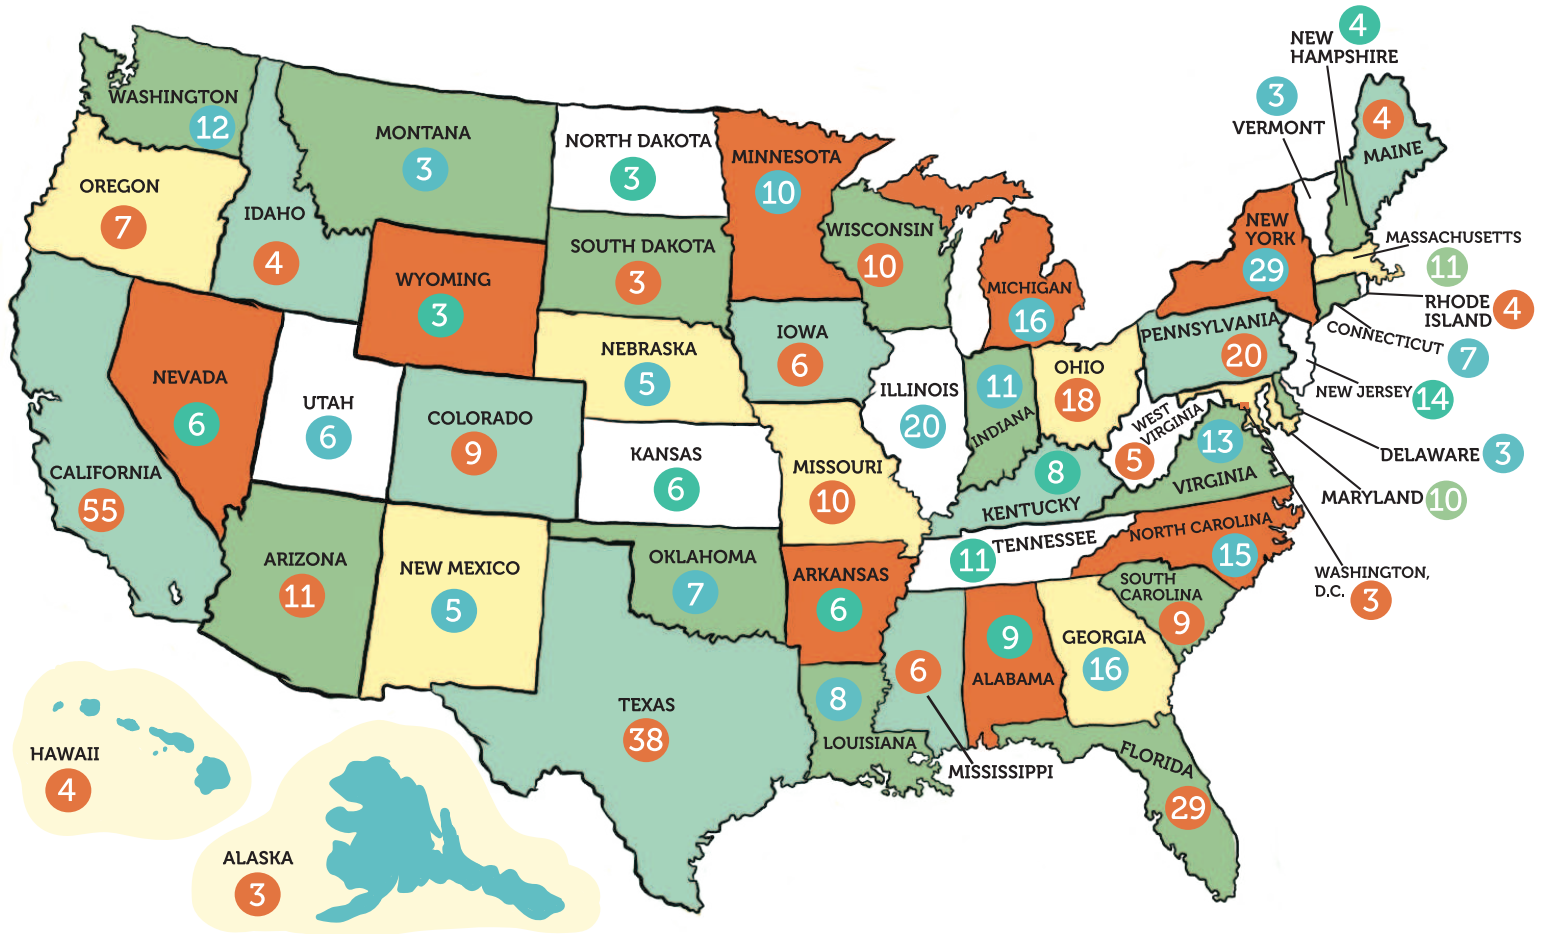 WASHINGTON
12
OREGON
7
CALIFORNIA
55
IDAHO
4
NEVADA
6
MONTANA
3
WYOMING
3
UTAH
6
ARIZONA
11
COLORADO
9
NEW MEXICO
5
NORTH DAKOTA
3
SOUTH DAKOTA
3
NEBRASKA
5
KANSAS
6
OKLAHOMA
7
TEXAS
38
MINNESOTA
10
IOWA
6
MISSOURI
10
ARKANSAS
6
LOUISIANA
8
WISCONSIN
10
ILLINOIS
20
MICHIGAN
16
INDIANA
11
OHIO
18
KENTUCKY
8
TENNESSEE
11
MISSISSIPPI
6
ALABAMA
9
GEORGIA
16
FLORIDA
29
SOUTH
CAROLINA
9
NORTH CAROLINA
15
VIRGINIA
13
WEST
VIRGINIA
5
PENNSYLVANIA
20
NEW
YORK
29
VERMONT
3
NEW
HAMPSHIRE
4
MAINE
4
MASSACHUSETTS
11
RHODE
ISLAND
4
CONNECTICUT
7
NEW JERSEY
14
DELAWARE
3
MARYLAND
10
WASHINGTON,
D.C.
3
HAWAII
4
ALASKA
3